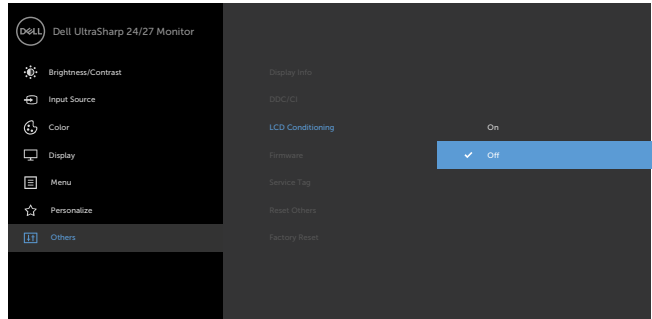 DELL Dell UltraSharp 24/27 Monitor
Brightness/Contrast
Input Source
Color
Display
Menu
Personalize
Others
Display Info
DDC/CI
LCD Conditioning
Firmware
Service Tag
Reset Others
Factory Reset
On
Off